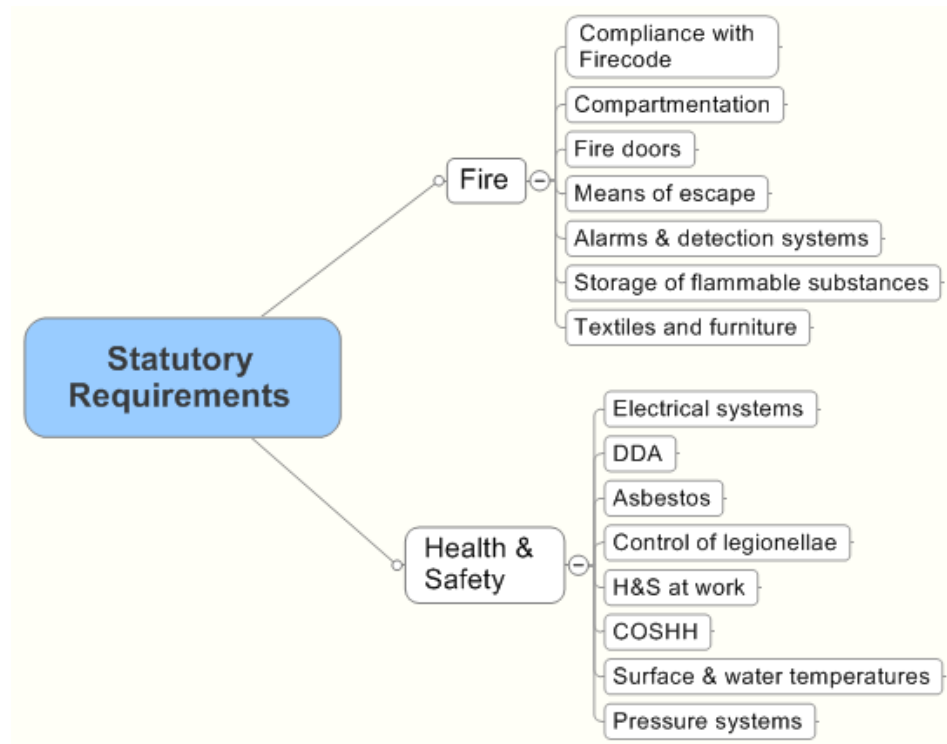 Statutory
Requirements
Fire
Compliance with
Firecode
Compartmentation
Fire doors
Means of escape
Alarms & detection systems
Storage of flammable substances
Textiles and furniture
Health &
Safety
Electrical systems
DDA
Asbestos
Control of legionellae
H&S at work
COSHH
Surface & water temperatures
Pressure systems